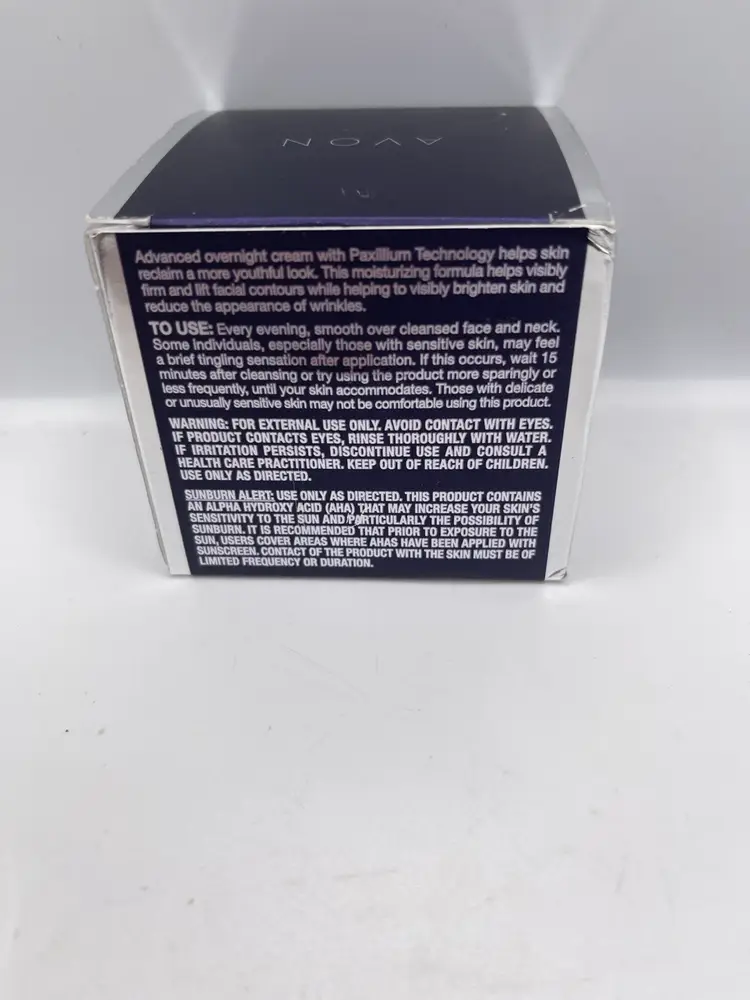 AVON
Advanced overnight cream with Paxillium Technology helps skin
reclaim a more youthful look. This moisturizing formula helps visibly
firm and lift facial contours while helping to visibly brighten skin and
reduce the appearance of wrinkles.
TO USE: Every evening, smooth over cleansed face and neck.
Some individuals, especially those with sensitive skin, may feel
a brief tingling sensation after application. If this occurs, wait 15
minutes after cleansing or try using the product more sparingly or
less frequently, until your skin accommodates. Those with delicate
or unusually sensitive skin may not be comfortable using this product.
WARNING: FOR EXTERNAL USE ONLY. AVOID CONTACT WITH EYES.
IF PRODUCT CONTACTS EYES, RINSE THOROUGHLY WITH WATER.
IF IRRITATION PERSISTS, DISCONTINUE USE AND CONSULT A
HEALTH CARE PRACTITIONER. KEEP OUT OF REACH OF CHILDREN.
USE ONLY AS DIRECTED.
SUNBURN ALERT: USE ONLY AS DIRECTED. THIS PRODUCT CONTAINS
AN ALPHA HYDROXY ACID (AHA) THAT MAY INCREASE YOUR SKIN'S
SENSITIVITY TO THE SUN AND PARTICULARLY THE POSSIBILITY OF
SUNBURN. IT IS RECOMMENDED THAT PRIOR TO EXPOSURE TO THE
SUN, USERS COVER AREAS WHERE AHAS HAVE BEEN APPLIED WITH
SUNSCREEN. CONTACT OF THE PRODUCT WITH THE SKIN MUST BE OF
LIMITED FREQUENCY OR DURATION.